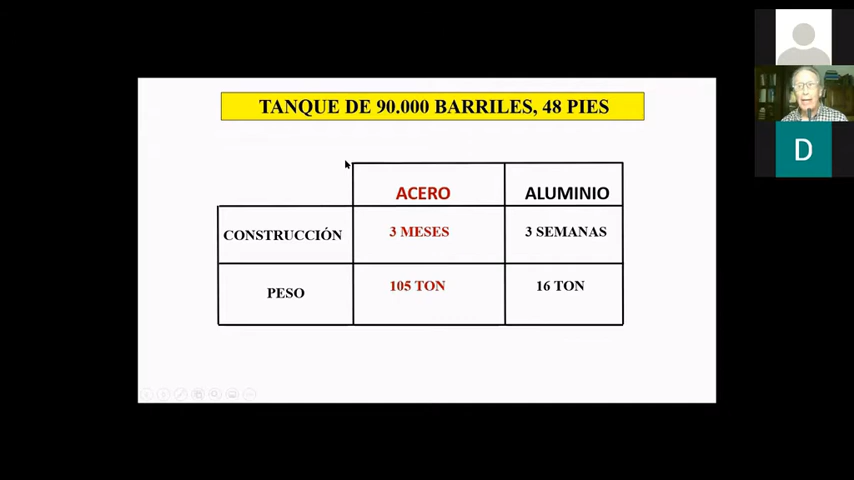 TANQUE DE 90.000 BARRILES, 48 PIES
ACERO ALUMINIO
CONSTRUCCIÓN 3 MESES 3 SEMANAS
PESO 105 TON 16 TON
D